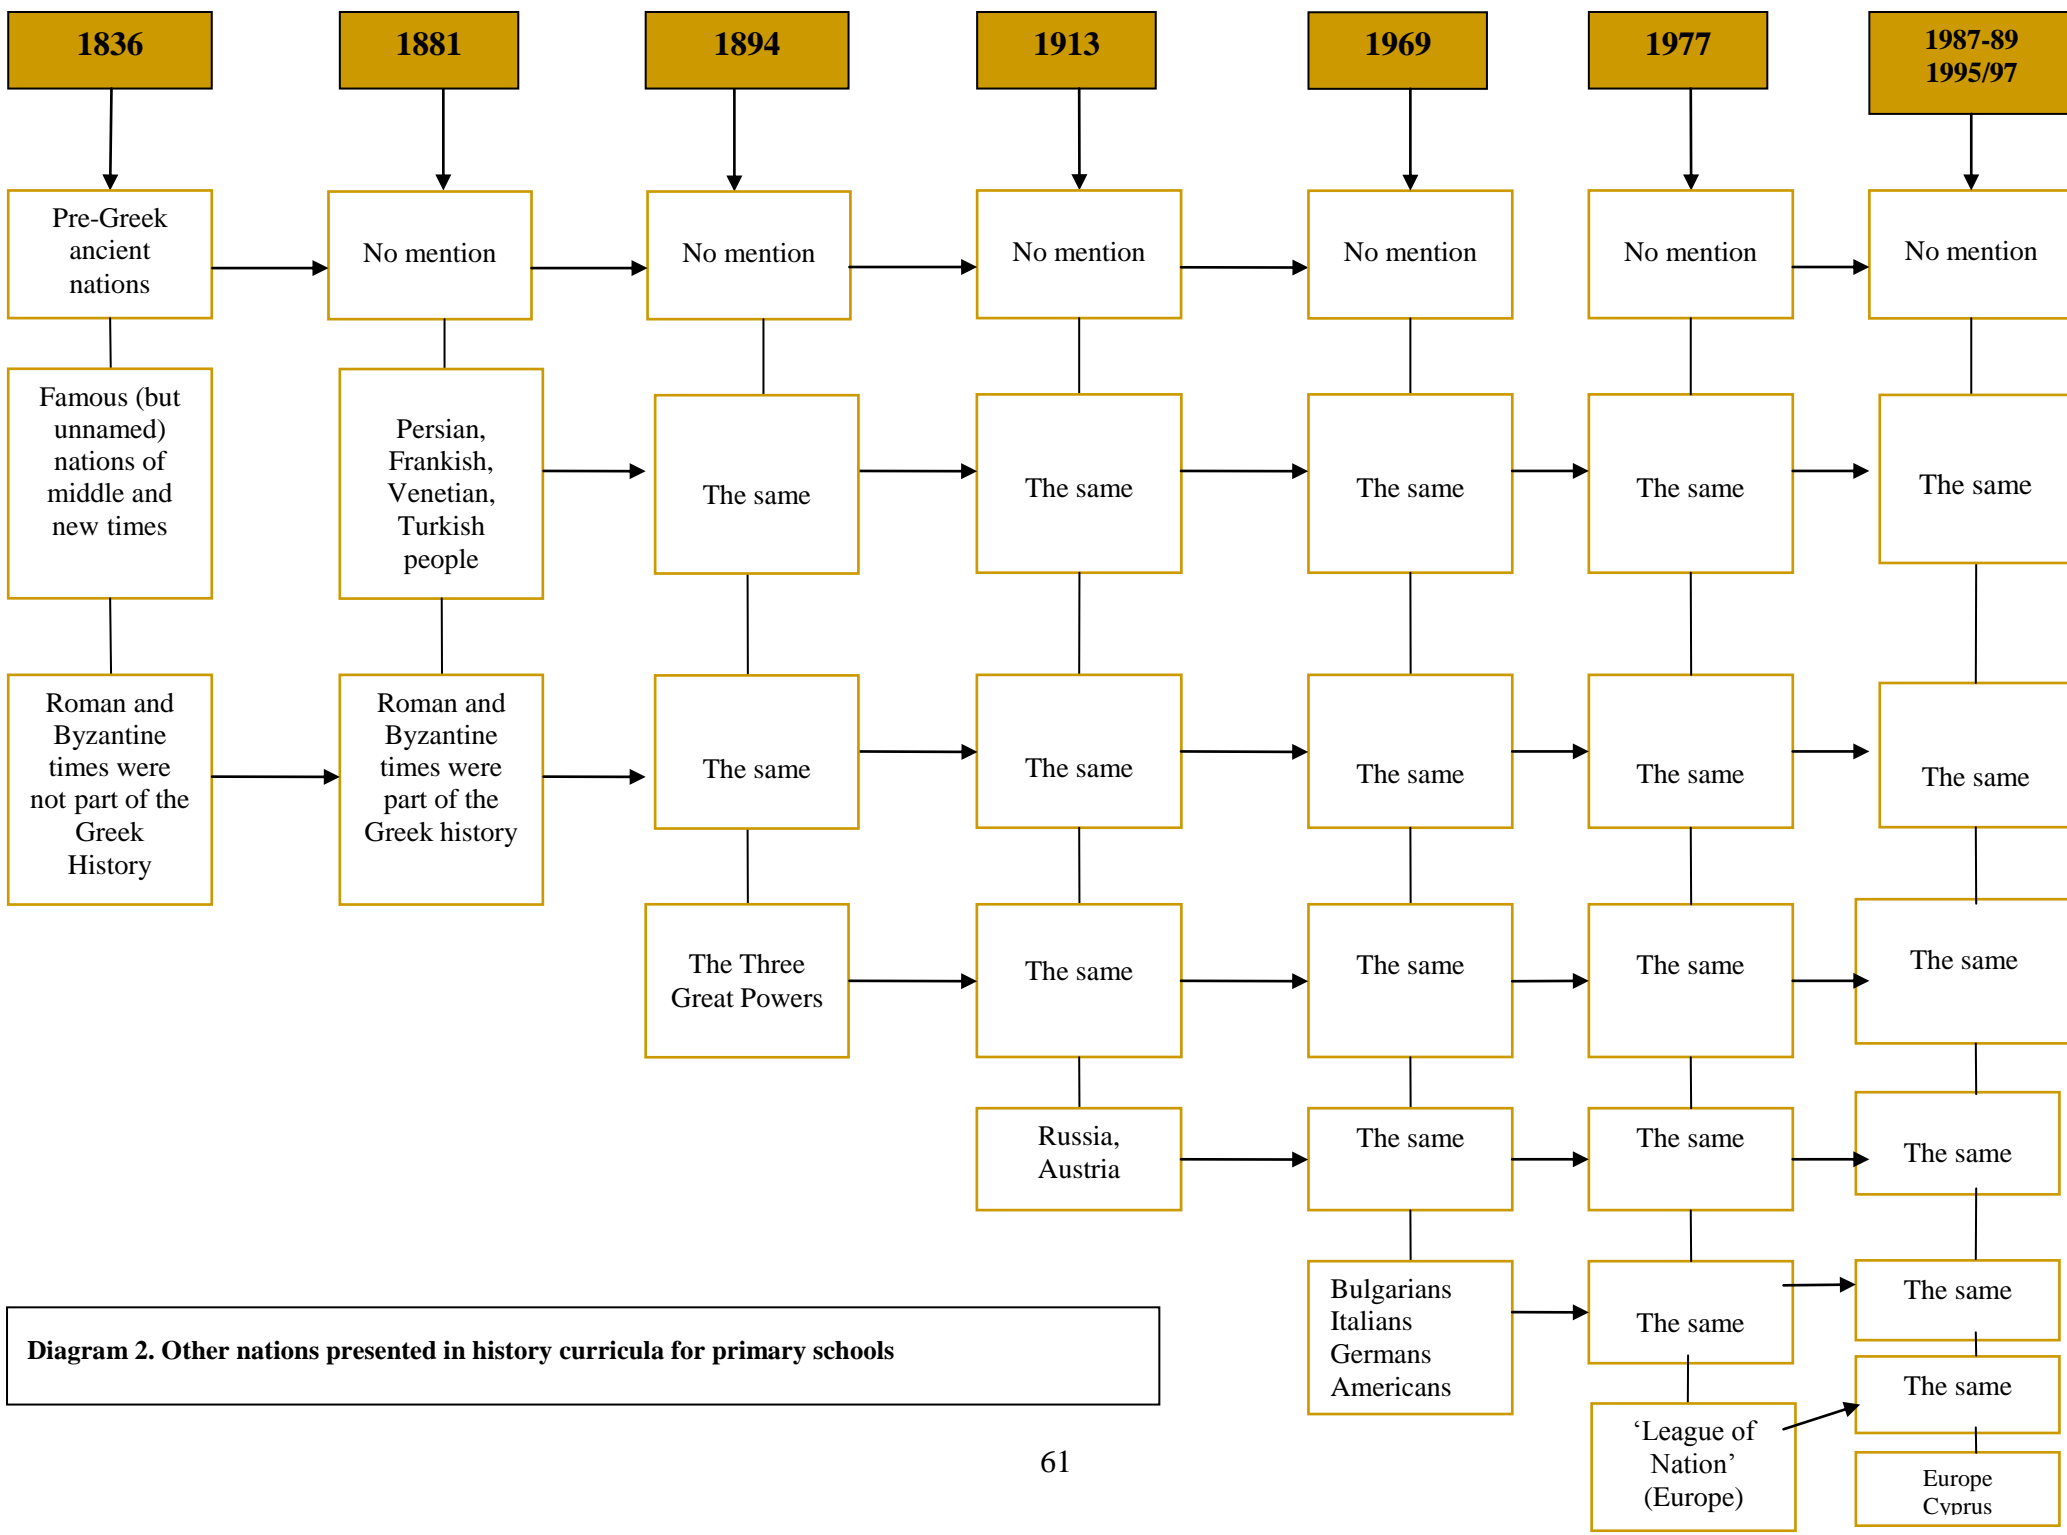 1836
1881
1894
1913
1969
1977
1987-89
1995/97
Pre-Greek
ancient
nations
No mention
No mention
No mention
No mention
No mention
No mention
Famous (but
unnamed)
nations of
middle and
new times
Persian,
Frankish,
Venetian,
Turkish
people
The same
The same
The same
The same
The same
Roman and
Byzantine
times were
not part of the
Greek
History
Roman and
Byzantine
times were
part of the
Greek history
The same
The same
The same
The same
The same
The Three
Great Powers
The same
The same
The same
The same
Russia,
Austria
The same
The same
The same
Bulgarians
Italians
Germans
Americans
The same
The same
‘League of
Nation’
(Europe)
The same
Europe
Cyprus
Diagram 2. Other nations presented in history curricula for primary schools
61